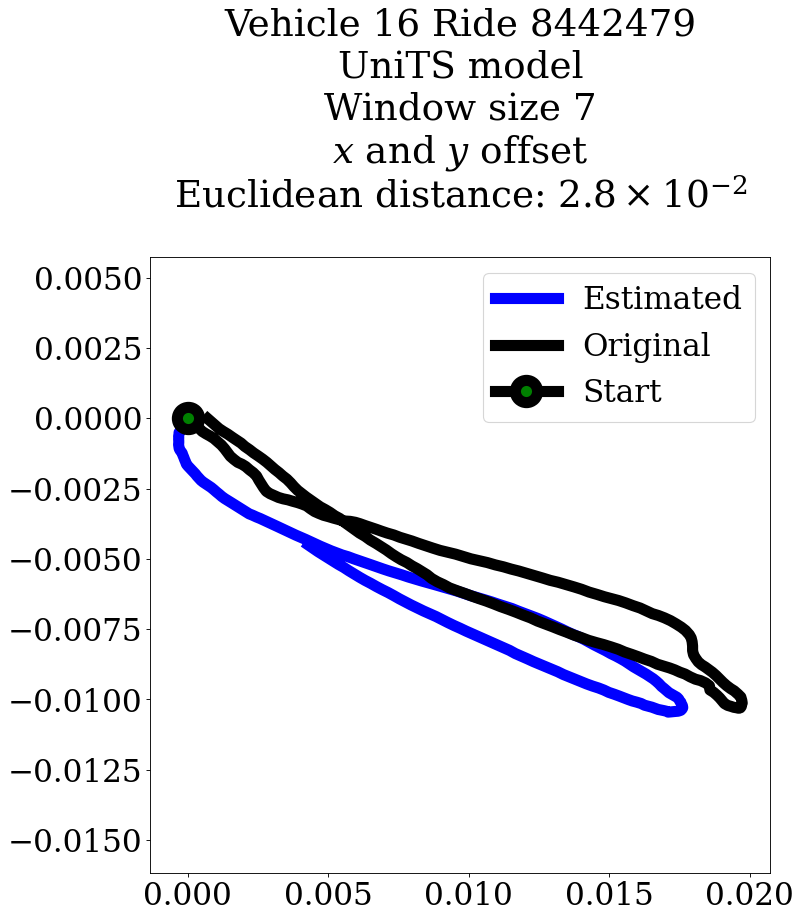 Vehicle 16 Ride 8442479
UniTS model
Window size 7
x and y offset
Euclidean distance: 2.8 × 10⁻²
0.0050
0.0025
0.0000
−0.0025
−0.0050
−0.0075
−0.0100
−0.0125
−0.0150
Estimated
Original
Start
0.000 0.005 0.010 0.015 0.020